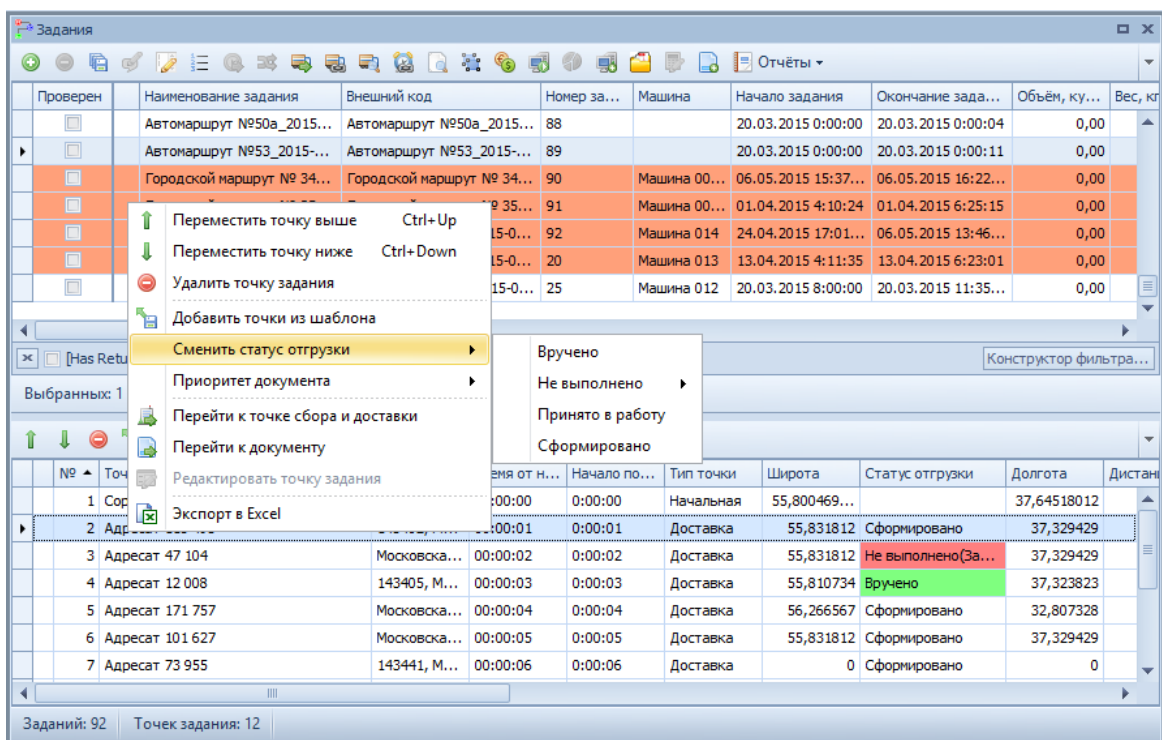 Задания
Отчёты
Проверен Наименование задания Внешний код Номер за... Машина Начало задания Окончание зада... Объём, ку... Вес, кг
Автомаршрут №50а_2015... Автомаршрут №50а_2015... 88 20.03.2015 0:00:00 20.03.2015 0:00:04 0,00
Автомаршрут №53_2015-... Автомаршрут №53_2015-... 89 20.03.2015 0:00:00 20.03.2015 0:00:11 0,00
Городской маршрут № 34... Городской маршрут № 34... 90 Машина 00... 06.05.2015 15:37... 06.05.2015 16:22... 0,00
№ 35... 91 Машина 00... 01.04.2015 4:10:24 01.04.2015 6:25:15 0,00
15-0... 92 Машина 014 24.04.2015 17:01... 06.05.2015 13:46... 0,00
15-0... 20 Машина 013 13.04.2015 4:11:35 13.04.2015 6:23:01 0,00
15-0... 25 Машина 012 20.03.2015 8:00:00 20.03.2015 11:35... 0,00
Переместить точку выше Ctrl+Up
Переместить точку ниже Ctrl+Down
Удалить точку задания
Добавить точки из шаблона
Сменить статус отгрузки
Приоритет документа
Перейти к точке сбора и доставки
Перейти к документу
Редактировать точку задания
Экспорт в Excel
Вручено
Не выполнено
Принято в работу
Сформировано
[Has Retu Конструктор фильтра...
Выбранных: 1
№ Точ емя от н... Начало по... Тип точки Широта Статус отгрузки Долгота Дистан
1 Сор :00:00 0:00:00 Начальная 55,800469... 37,64518012
2 Адр 00:00:01 0:00:01 Доставка 55,831812 Сформировано 37,329429
3 Адресат 47 104 Московска... 00:00:02 0:00:02 Доставка 55,831812 Не выполнено(За... 37,329429
4 Адресат 12 008 143405, М... 00:00:03 0:00:03 Доставка 55,810734 Вручено 37,323823
5 Адресат 171 757 Московска... 00:00:04 0:00:04 Доставка 56,266567 Сформировано 32,807328
6 Адресат 101 627 Московска... 00:00:05 0:00:05 Доставка 55,831812 Сформировано 37,329429
7 Адресат 73 955 143441, М... 00:00:06 0:00:06 Доставка 0 Сформировано 0
Заданий: 92 Точек задания: 12